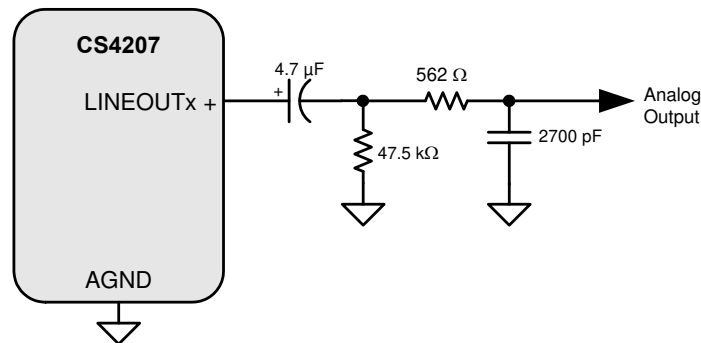 CS4207
4.7 µF
+
562 Ω
LINEOUTx +
Analog
Output
47.5 kΩ
2700 pF
AGND